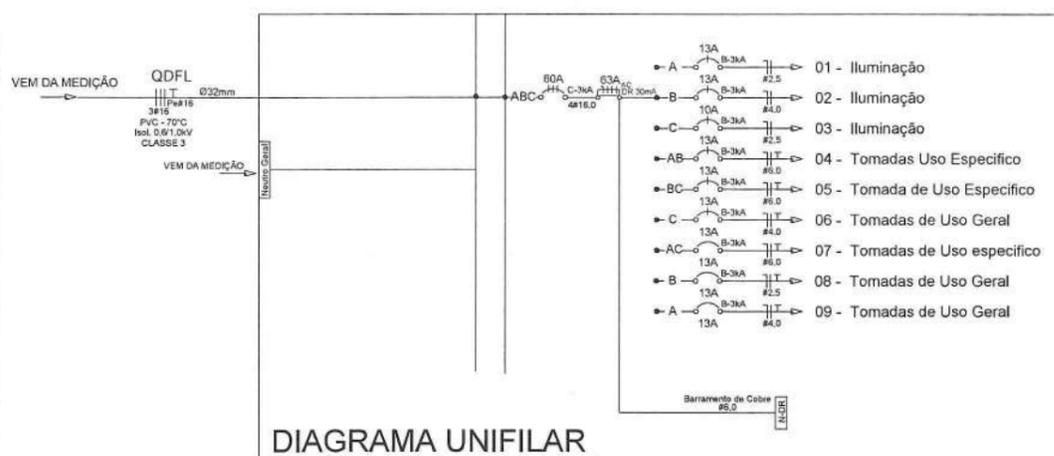 VEM DA MEDIÇÃO
QDFL
Ø32mm
Pe#16
3#16
PVC - 70°C
Isol. 0,6/1,0kV
CLASSE 3
VEM DA MEDIÇÃO
Neutro Geral
ABC
60A
C-3kA
4#16,0
63A
AC
DR 30mA
13A
A B-3kA T 01 - Iluminação
13A #2.5
B B-3kA T 02 - Iluminação
10A #4,0
C B-3kA T 03 - Iluminação
13A #2.5
AB B-3kA T 04 - Tomadas Uso Especifico
13A #6,0
BC B-3kA T 05 - Tomada de Uso Especifico
13A #6,0
C B-3kA T 06 - Tomadas de Uso Geral
13A #4,0
AC B-3kA T 07 - Tomadas de Uso especifico
13A #6,0
B B-3kA T 08 - Tomadas de Uso Geral
13A #2.5
A B-3kA T 09 - Tomadas de Uso Geral
13A #4,0
Barramento de Cobre
#6,0
N-DR
DIAGRAMA UNIFILAR